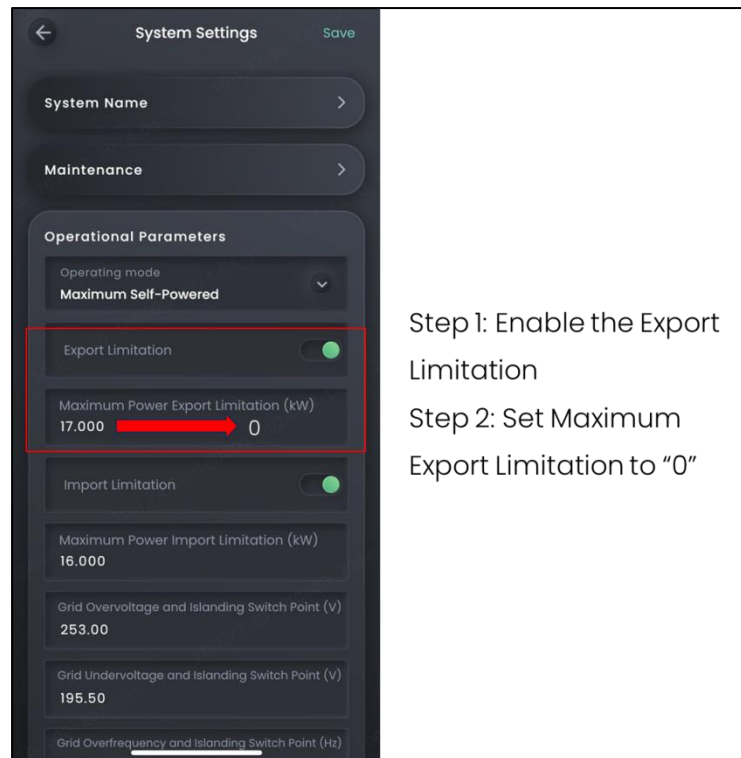 System Settings
Save
System Name
Maintenance
Operational Parameters
Operating mode
Maximum Self-Powered
Export Limitation
Maximum Power Export Limitation (kW)
17.000 0
Import Limitation
Maximum Power Import Limitation (kW)
16.000
Grid Overvoltage and Islanding Switch Point (V)
253.00
Grid Undervoltage and Islanding Switch Point (V)
195.50
Grid Overfrequency and Islanding Switch Point (Hz)
Step 1: Enable the Export
Limitation
Step 2: Set Maximum
Export Limitation to “0”